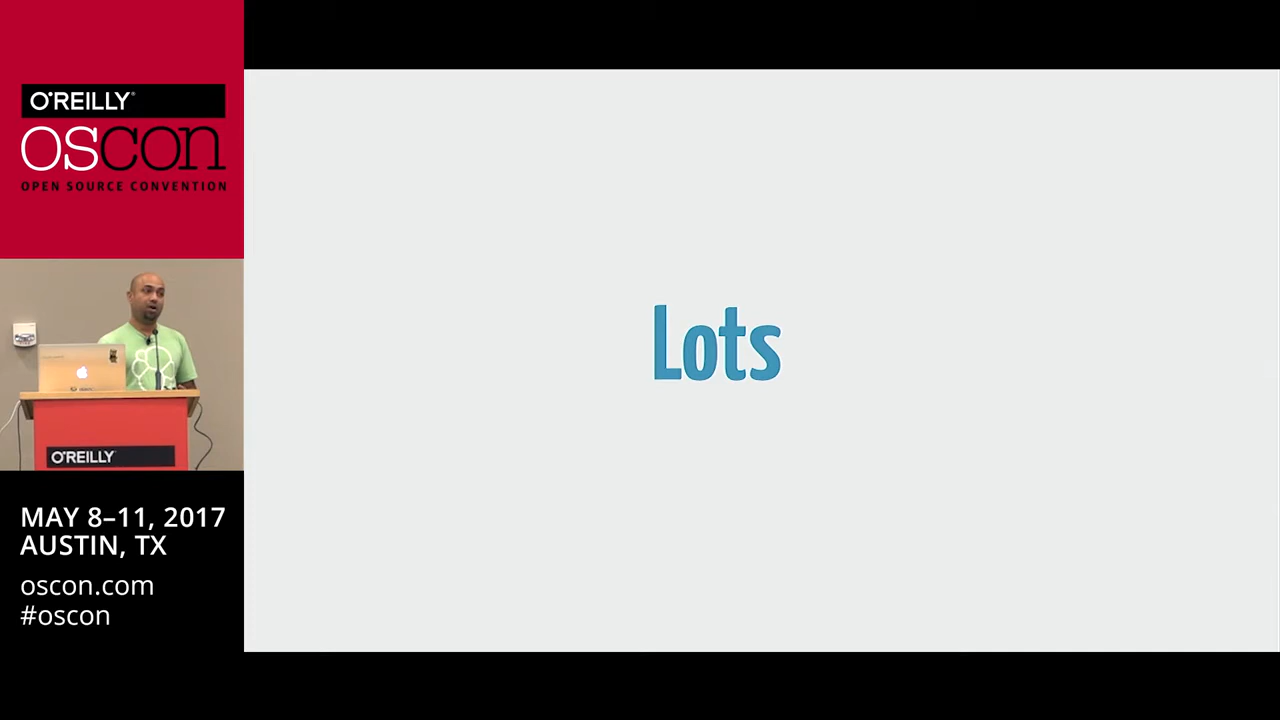 O'REILLY®
OSCON
OPEN SOURCE CONVENTION
Lots
O'REILLY
MAY 8–11, 2017
AUSTIN, TX
oscon.com
#oscon